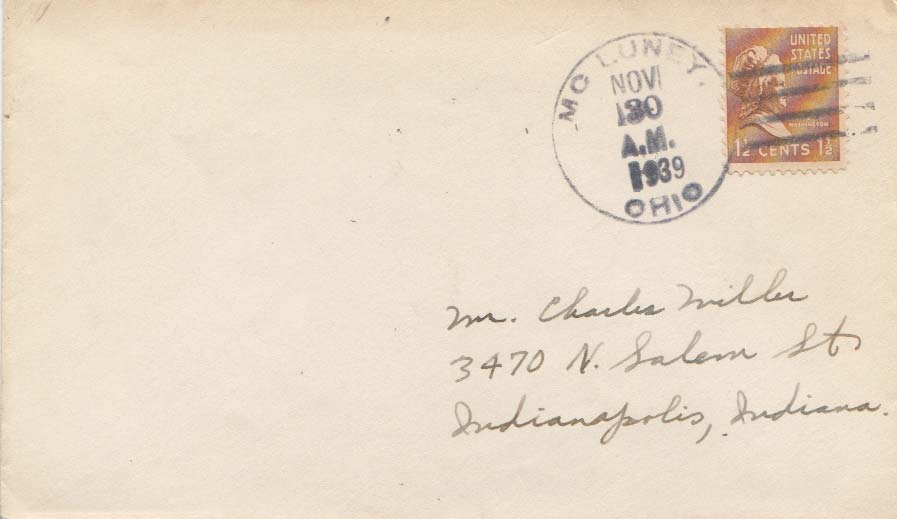 MC LUNEY.
NOV
30
A.M.
1939
OHIO
UNITED
STATES
POSTAGE
WASHINGTON
1½ CENTS 1½
Mr. Charles Miller
3470 N. Salem St.
Indianapolis, Indiana.